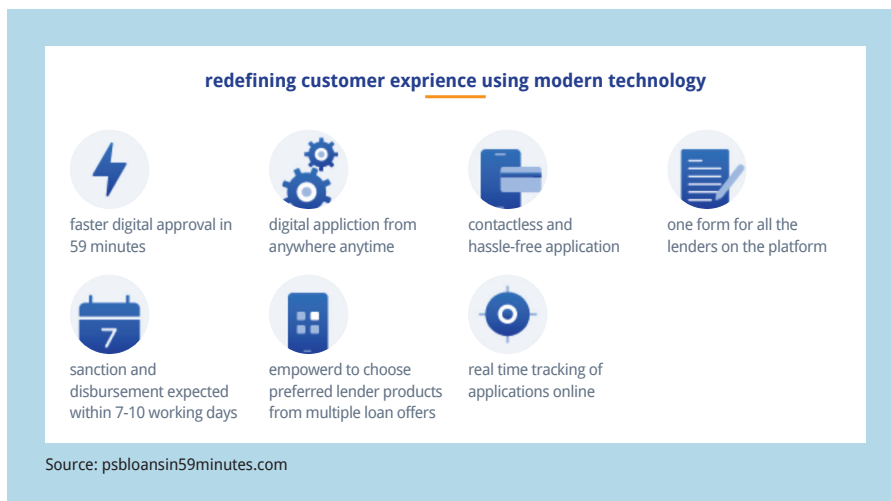 redefining customer exprience using modern technology
faster digital approval in
59 minutes
digital appliction from
anywhere anytime
contactless and
hassle-free application
one form for all the
lenders on the platform
7
sanction and
disbursement expected
within 7-10 working days
empowerd to choose
preferred lender products
from multiple loan offers
real time tracking of
applications online
Source: psbloansin59minutes.com